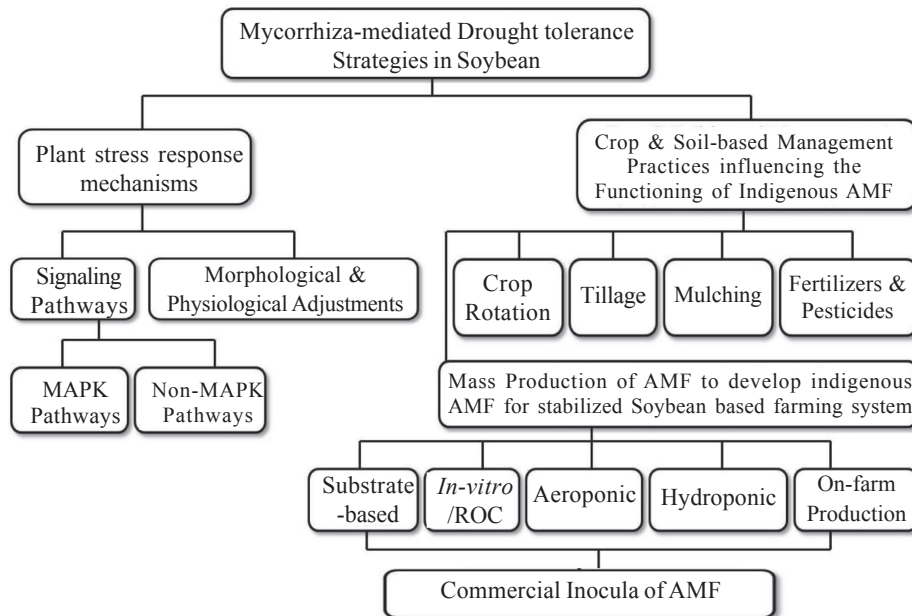 Mycorrhiza-mediated Drought tolerance
Strategies in Soybean
Plant stress response
mechanisms
Crop & Soil-based Management
Practices influencing the
Functioning of Indigenous AMF
Signaling
Pathways
Morphological &
Physiological Adjustments
Crop
Rotation
Tillage
Mulching
Fertilizers &
Pesticides
MAPK
Pathways
Non-MAPK
Pathways
Mass Production of AMF to develop indigenous
AMF for stabilized Soybean based farming system
Substrate
-based
In-vitro
/ROC
Aeroponic
Hydroponic
On-farm
Production
Commercial Inocula of AMF